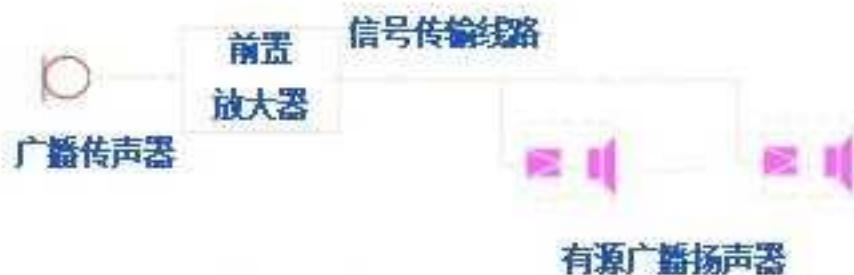 前置
放大器
信号传输线路
广播传声器
有源广播扬声器